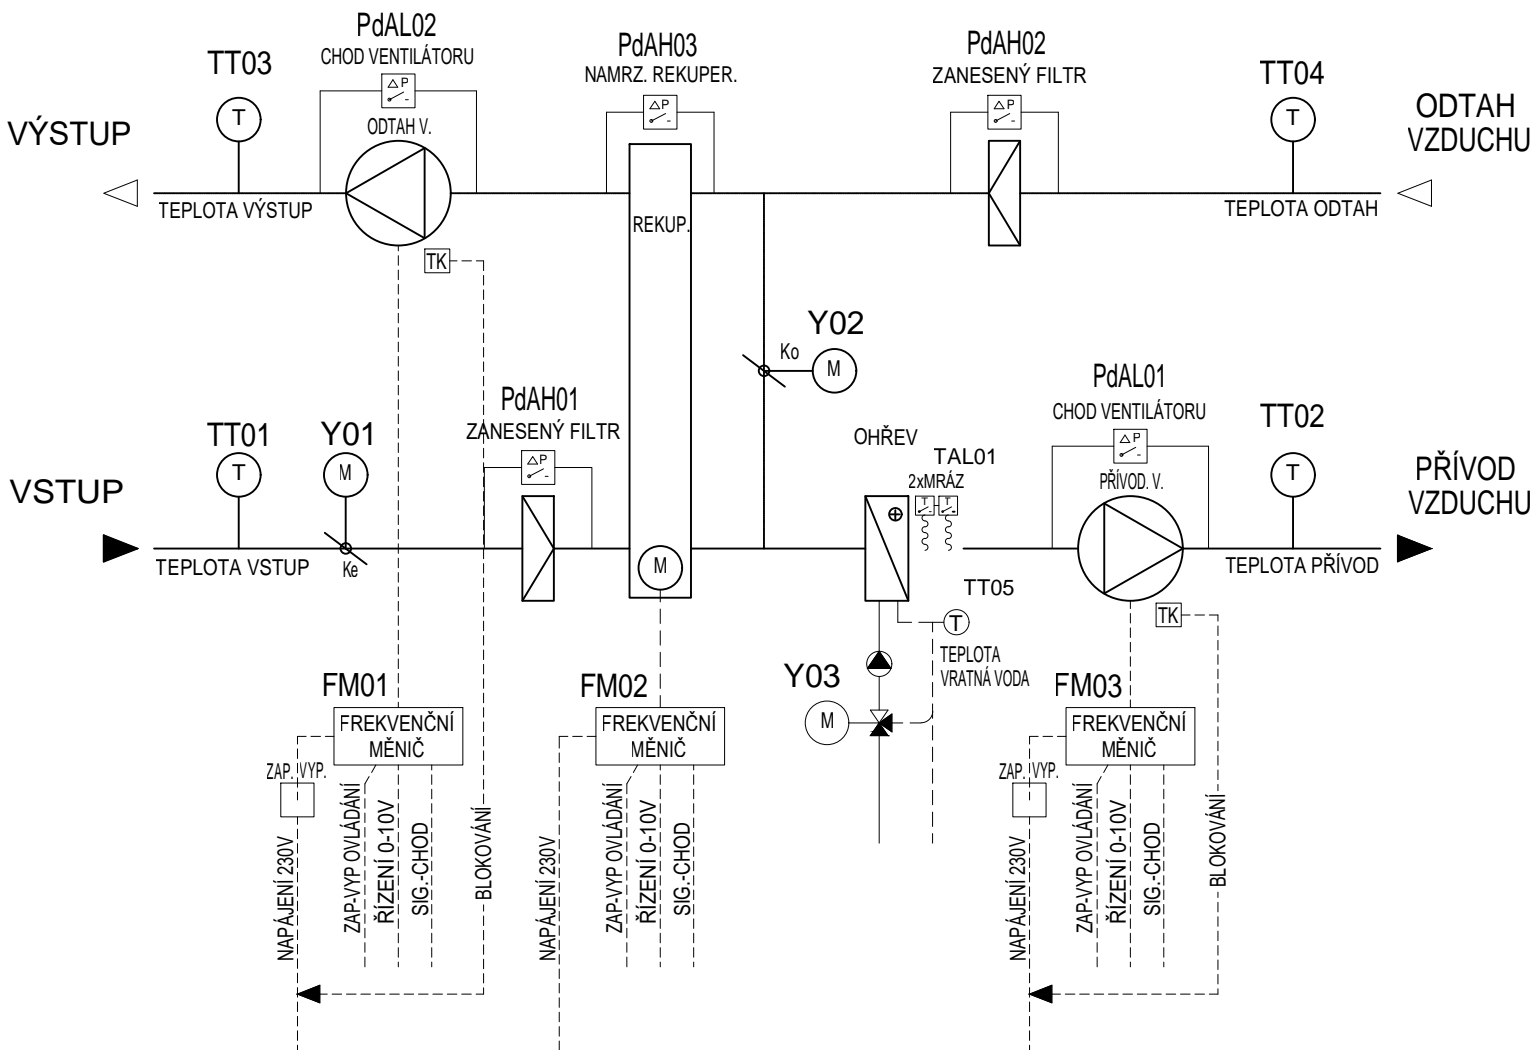 PdAL02
CHOD VENTILÁTORU
TT03
T
ΔP
ODTAH V.
VÝSTUP
TEPLOTA VÝSTUP
TK
PdAH03
NAMRZ. REKUPER.
ΔP
REKUP.
PdAH02
ZANESENÝ FILTR
ΔP
TT04
T
ODTAH
VZDUCHU
TEPLOTA ODTAH
Y02
Ko
M
TT01
T
Y01
M
PdAH01
ZANESENÝ FILTR
ΔP
VSTUP
TEPLOTA VSTUP
Ke
M
OHŘEV
TAL01
2xMRÁZ
T T
PdAL01
CHOD VENTILÁTORU
ΔP
PŘÍVOD. V.
TT02
T
PŘÍVOD
VZDUCHU
TEPLOTA PŘÍVOD
TT05
T
TEPLOTA
VRATNÁ VODA
TK
Y03
M
FM01
FREKVENČNÍ
MĚNIČ
ZAP. VYP.
NAPÁJENÍ 230V
ZAP-VYP OVLÁDÁNÍ
ŘÍZENÍ 0-10V
SIG.-CHOD
BLOKOVÁNÍ
FM02
FREKVENČNÍ
MĚNIČ
NAPÁJENÍ 230V
ZAP-VYP OVLÁDÁNÍ
ŘÍZENÍ 0-10V
SIG.-CHOD
FM03
FREKVENČNÍ
MĚNIČ
ZAP. VYP.
NAPÁJENÍ 230V
ZAP-VYP OVLÁDÁNÍ
ŘÍZENÍ 0-10V
SIG.-CHOD
BLOKOVÁNÍ